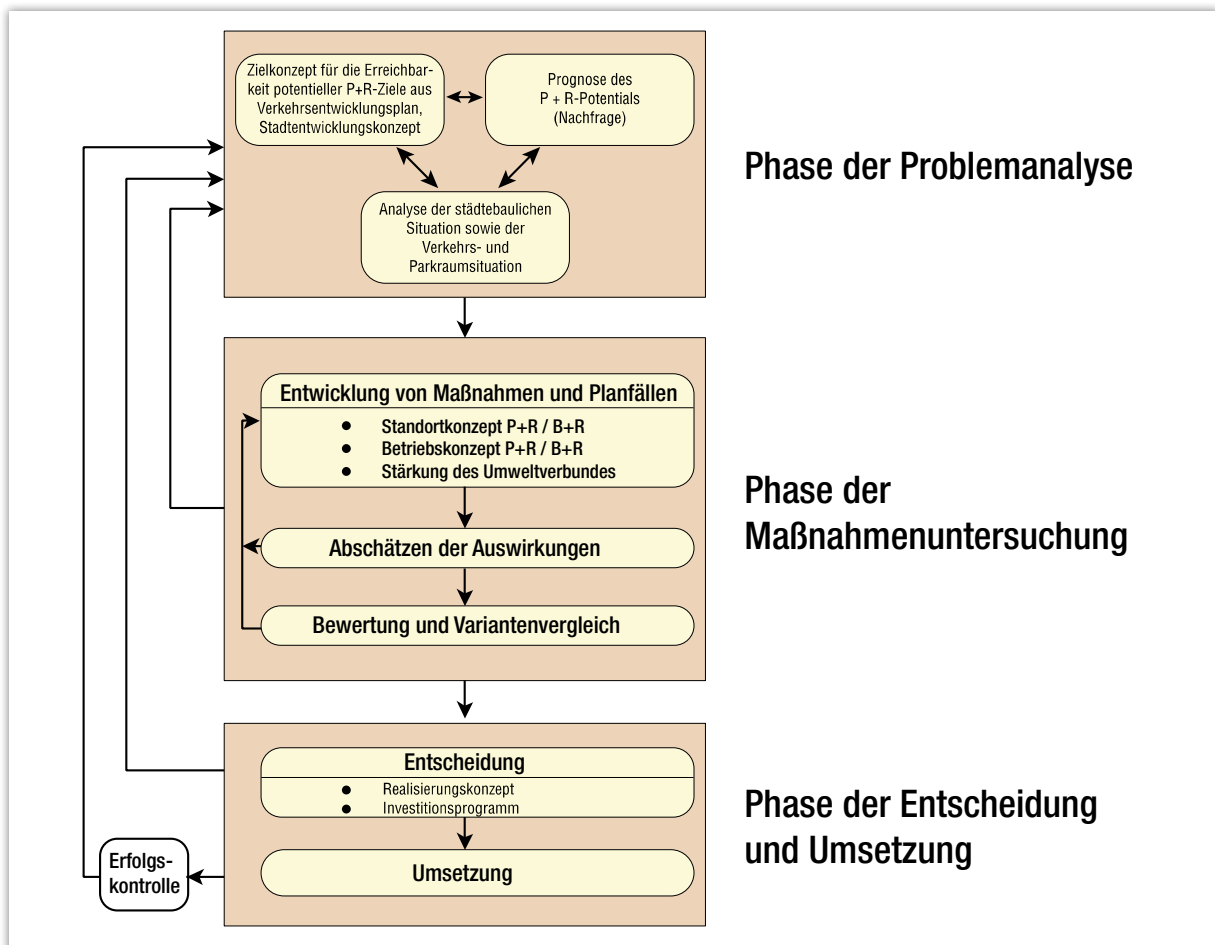 Zielkonzept für die Erreichbar-
keit potentieller P+R-Ziele aus
Verkehrsentwicklungsplan,
Stadtentwicklungskonzept
Prognose des
P + R-Potentials
(Nachfrage)
Analyse der städtebaulichen
Situation sowie der
Verkehrs- und
Parkraumsituation
Phase der Problemanalyse
Entwicklung von Maßnahmen und Planfällen
● Standortkonzept P+R / B+R
● Betriebskonzept P+R / B+R
● Stärkung des Umweltverbundes
Abschätzen der Auswirkungen
Bewertung und Variantenvergleich
Phase der
Maßnahmenuntersuchung
Entscheidung
● Realisierungskonzept
● Investitionsprogramm
Umsetzung
Phase der Entscheidung
und Umsetzung
Erfolgs-
kontrolle